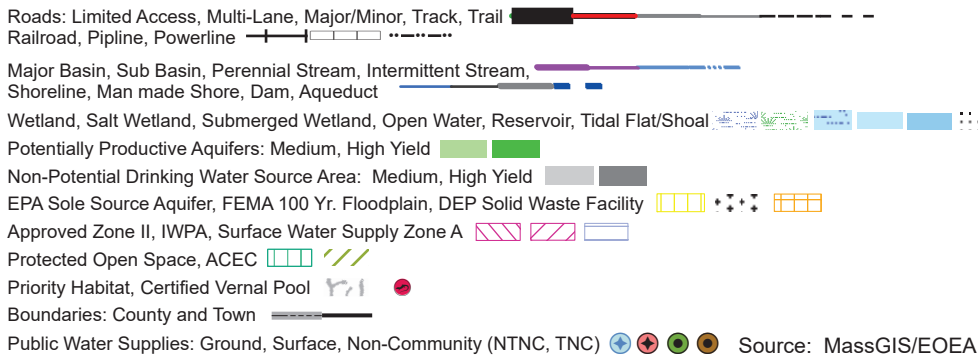 Roads: Limited Access, Multi-Lane, Major/Minor, Track, Trail
Railroad, Pipline, Powerline
Major Basin, Sub Basin, Perennial Stream, Intermittent Stream,
Shoreline, Man made Shore, Dam, Aqueduct
Wetland, Salt Wetland, Submerged Wetland, Open Water, Reservoir, Tidal Flat/Shoal
Potentially Productive Aquifers: Medium, High Yield
Non-Potential Drinking Water Source Area: Medium, High Yield
EPA Sole Source Aquifer, FEMA 100 Yr. Floodplain, DEP Solid Waste Facility
Approved Zone II, IWPA, Surface Water Supply Zone A
Protected Open Space, ACEC
Priority Habitat, Certified Vernal Pool
Boundaries: County and Town
Public Water Supplies: Ground, Surface, Non-Community (NTNC, TNC) Source: MassGIS/EOEA